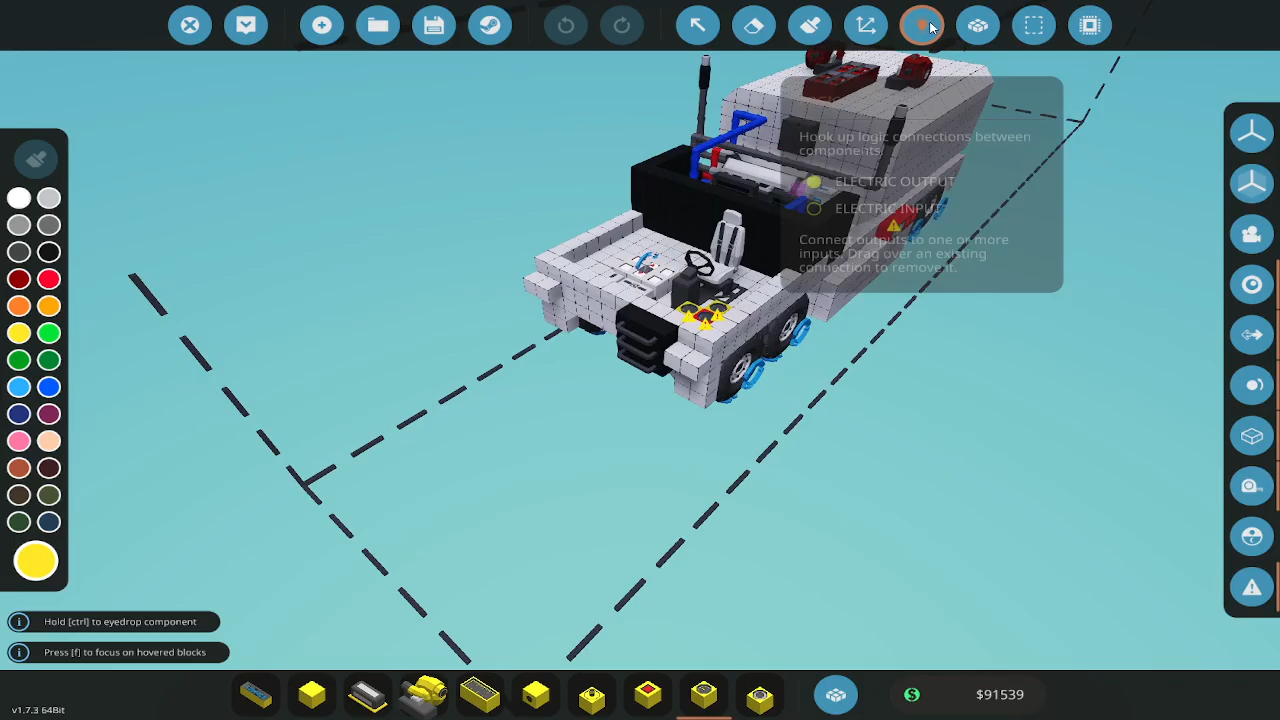 LOGIC
Hook up logic connections between
components.
ELECTRIC OUTPUT
ELECTRIC INPUT
Connect outputs to one or more
inputs. Drag over an existing
connection to remove it.
Hold [ctrl] to eyedrop component
Press [f] to focus on hovered blocks
$ $91539
v1.7.3 64Bit